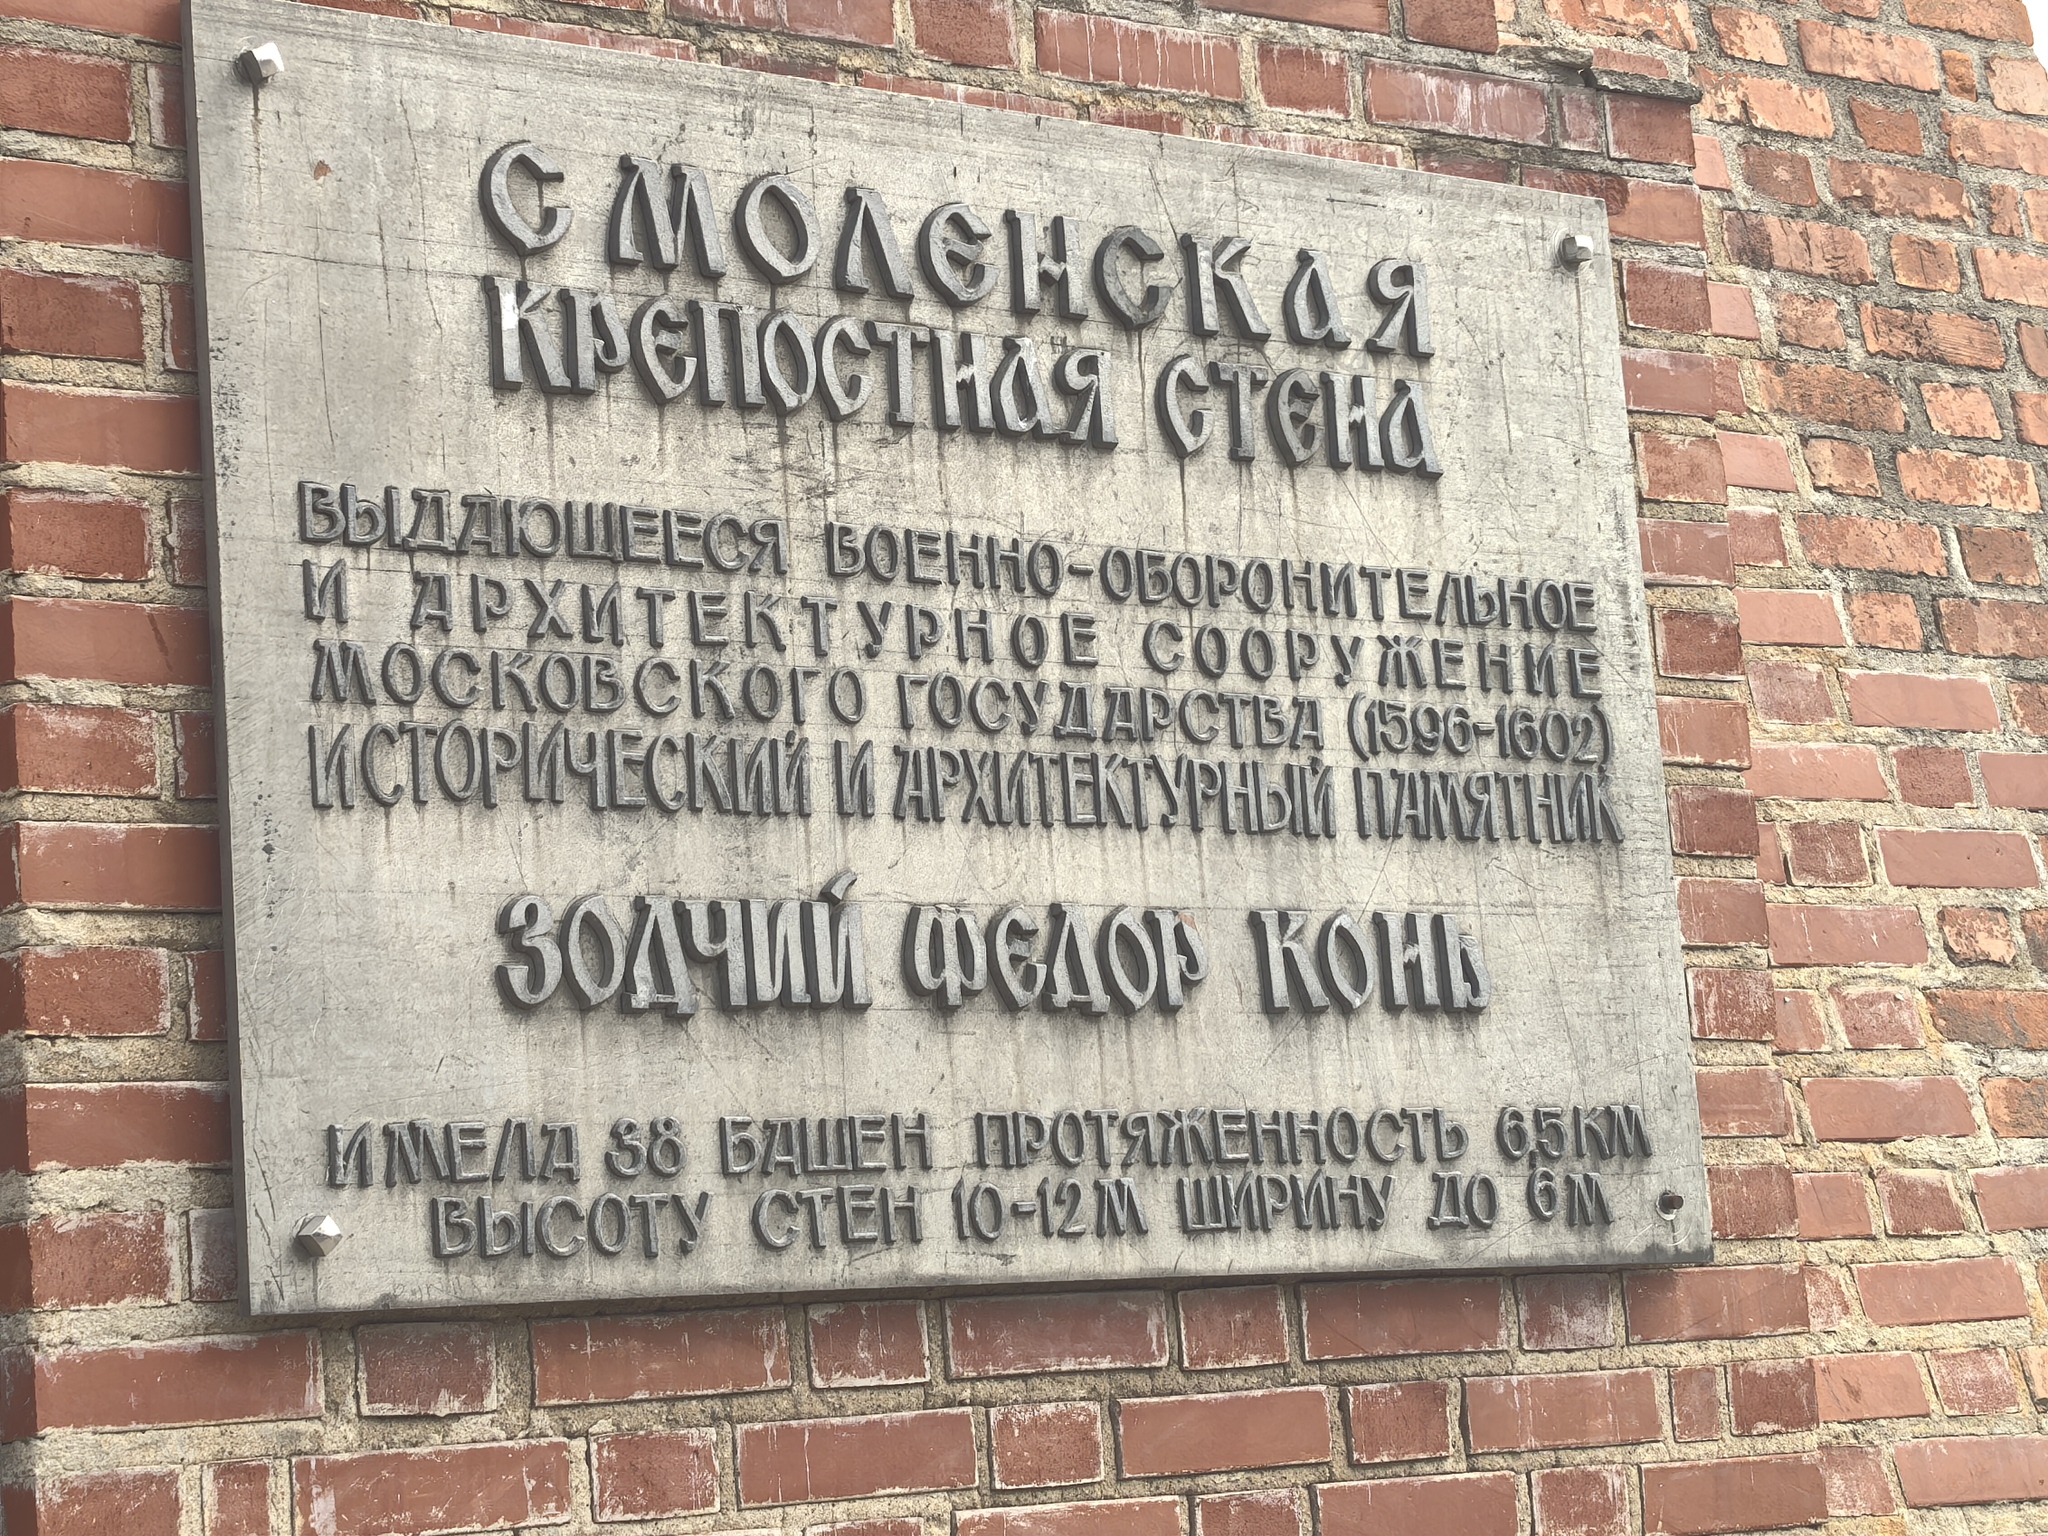 СМОЛЕНСКАЯ
КРЕПОСТНАЯ СТЕНА
ВЫДАЮЩЕЕСЯ ВОЕННО-ОБОРОНИТЕЛЬНОЕ
И АРХИТЕКТУРНОЕ СООРУЖЕНИЕ
МОСКОВСКОГО ГОСУДАРСТВА (1596-1602)
ИСТОРИЧЕСКИЙ И АРХИТЕКТУРНЫЙ ПАМЯТНИК
ЗОДЧИЙ ФЕДОР КОНЬ
ИМЕЛА 38 БАШЕН ПРОТЯЖЕННОСТЬ 6,5 КМ
ВЫСОТУ СТЕН 10-12 М ШИРИНУ ДО 6 М